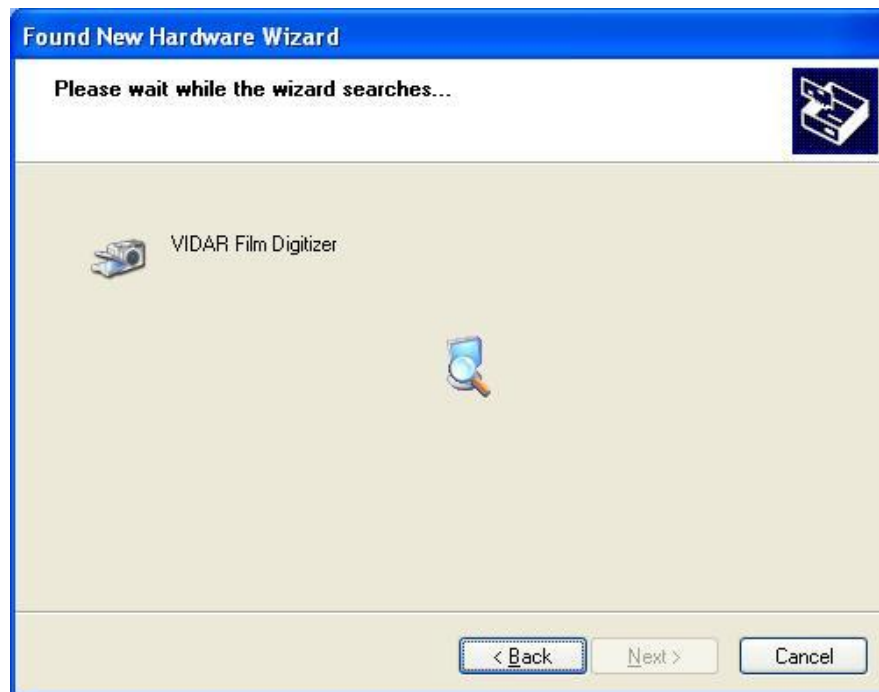 Found New Hardware Wizard
Please wait while the wizard searches...
VIDAR Film Digitizer
< Back
Next >
Cancel